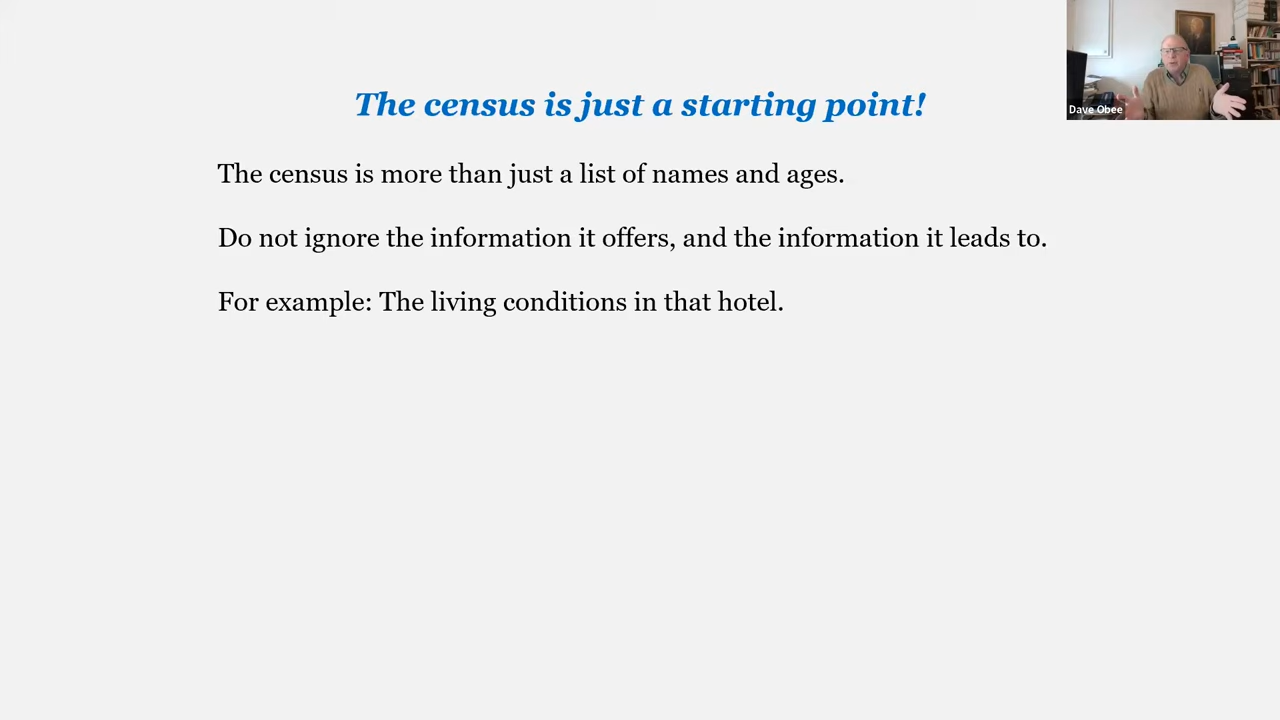 The census is just a starting point!
Dave Obee
The census is more than just a list of names and ages.
Do not ignore the information it offers, and the information it leads to.
For example: The living conditions in that hotel.